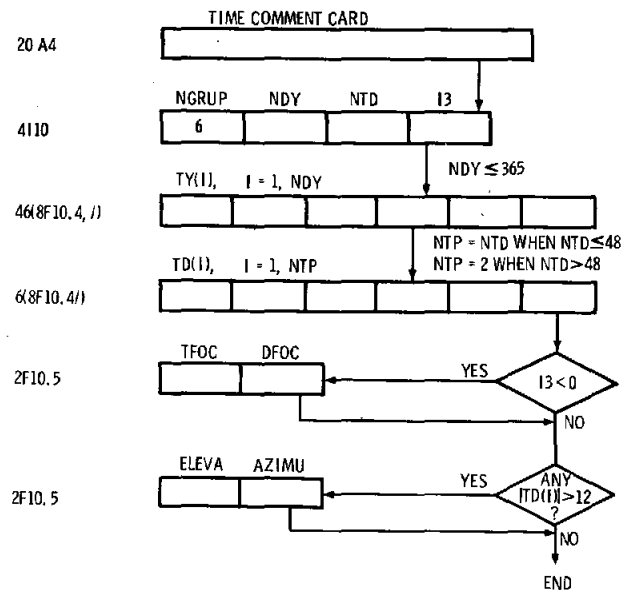 TIME COMMENT CARD
20 A4
NGRUP NDY NTD I3
4I10
6
NDY ≤ 365
TY(I), I = 1, NDY
46(8F10.4, /)
NTP = NTD WHEN NTD≤48
NTP = 2 WHEN NTD>48
TD(I), I = 1, NTP
6(8F10.4/)
TFOC DFOC
2F10.5
YES
I3<0
NO
ELEVA AZIMU
2F10.5
YES
ANY
|TD(I)|>12
?
NO
END